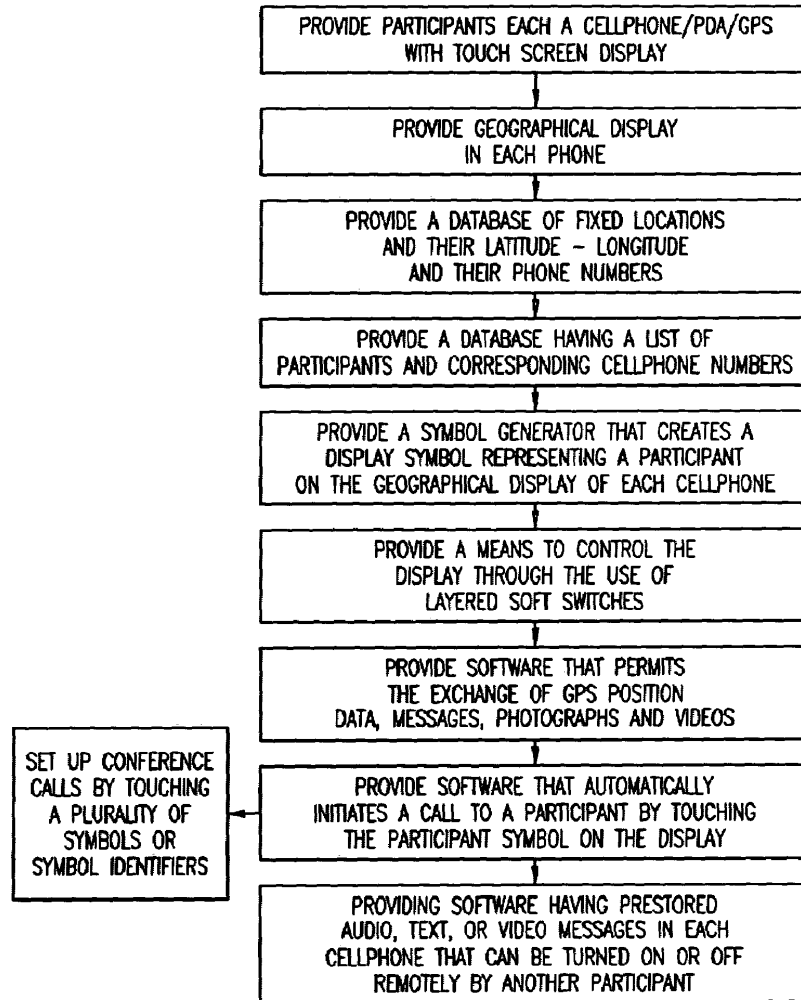 PROVIDE PARTICIPANTS EACH A CELLPHONE/PDA/GPS
WITH TOUCH SCREEN DISPLAY
PROVIDE GEOGRAPHICAL DISPLAY
IN EACH PHONE
PROVIDE A DATABASE OF FIXED LOCATIONS
AND THEIR LATITUDE - LONGITUDE
AND THEIR PHONE NUMBERS
PROVIDE A DATABASE HAVING A LIST OF
PARTICIPANTS AND CORRESPONDING CELLPHONE NUMBERS
PROVIDE A SYMBOL GENERATOR THAT CREATES A
DISPLAY SYMBOL REPRESENTING A PARTICIPANT
ON THE GEOGRAPHICAL DISPLAY OF EACH CELLPHONE
PROVIDE A MEANS TO CONTROL THE
DISPLAY THROUGH THE USE OF
LAYERED SOFT SWITCHES
PROVIDE SOFTWARE THAT PERMITS
THE EXCHANGE OF GPS POSITION
DATA, MESSAGES, PHOTOGRAPHS AND VIDEOS
PROVIDE SOFTWARE THAT AUTOMATICALLY
INITIATES A CALL TO A PARTICIPANT BY TOUCHING
THE PARTICIPANT SYMBOL ON THE DISPLAY
SET UP CONFERENCE
CALLS BY TOUCHING
A PLURALITY OF
SYMBOLS OR
SYMBOL IDENTIFIERS
PROVIDING SOFTWARE HAVING PRESTORED
AUDIO, TEXT, OR VIDEO MESSAGES IN EACH
CELLPHONE THAT CAN BE TURNED ON OR OFF
REMOTELY BY ANOTHER PARTICIPANT